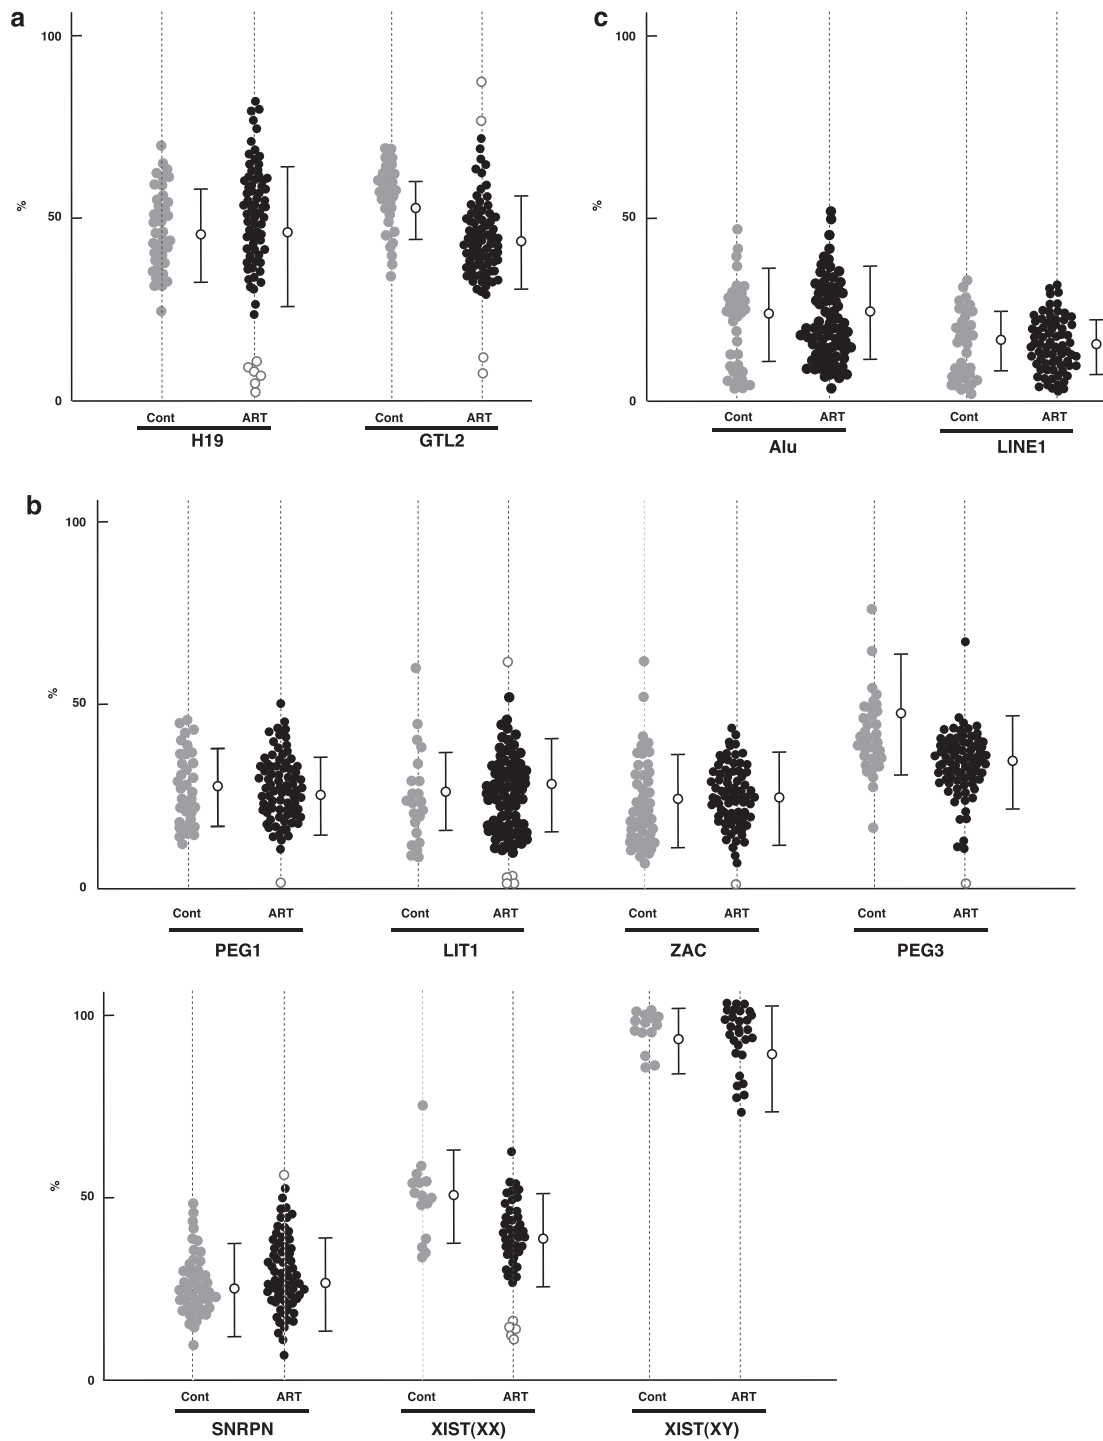 a
100
%
50
0
Cont ART Cont ART
H19 GTL2
c
100
%
50
0
Cont ART Cont ART
Alu LINE1
b
100
%
50
0
Cont ART Cont ART Cont ART Cont ART
PEG1 LIT1 ZAC PEG3
100
%
50
0
Cont ART Cont ART Cont ART
SNRPN XIST(XX) XIST(XY)